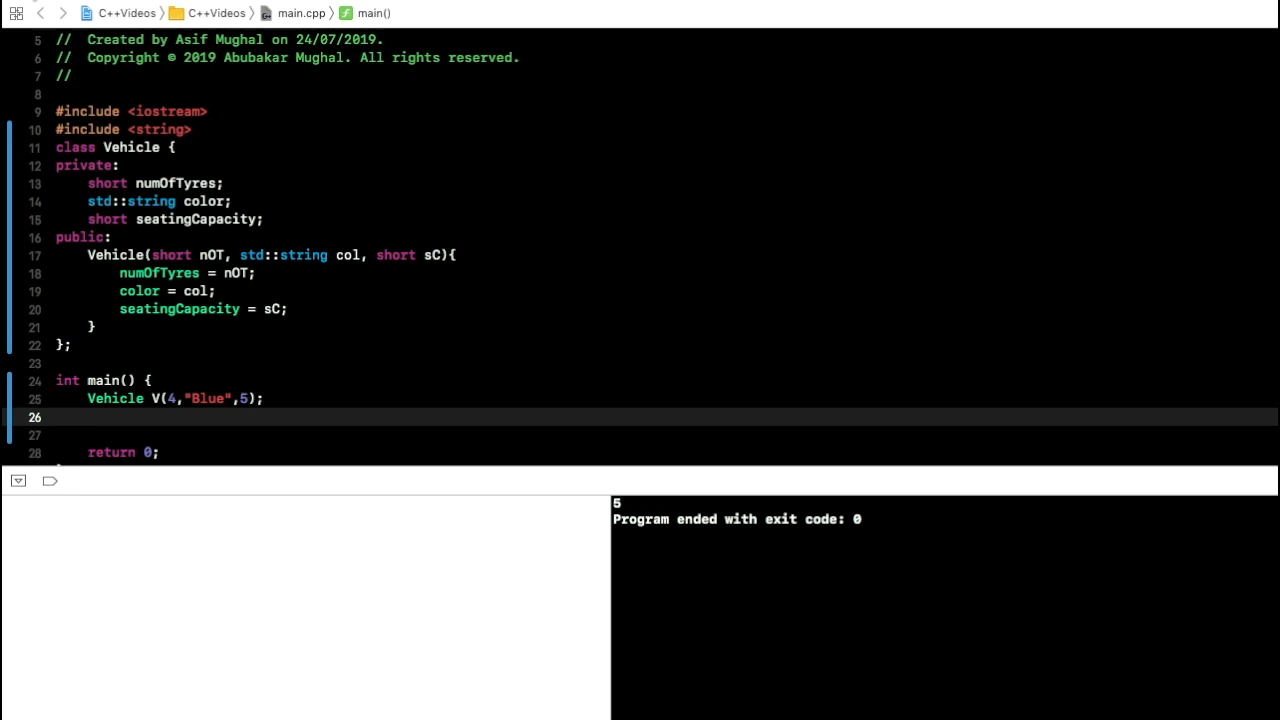 C++Videos 〉 C++Videos 〉 main.cpp 〉 main()
5 // Created by Asif Mughal on 24/07/2019.
6 // Copyright © 2019 Abubakar Mughal. All rights reserved.
7 //
8
9 #include <iostream>
10 #include <string>
11 class Vehicle {
12 private:
13 short numOfTyres;
14 std::string color;
15 short seatingCapacity;
16 public:
17 Vehicle(short nOT, std::string col, short sC){
18 numOfTyres = nOT;
19 color = col;
20 seatingCapacity = sC;
21 }
22 };
23
24 int main() {
25 Vehicle V(4,"Blue",5);
26
27
28 return 0;
5
Program ended with exit code: 0